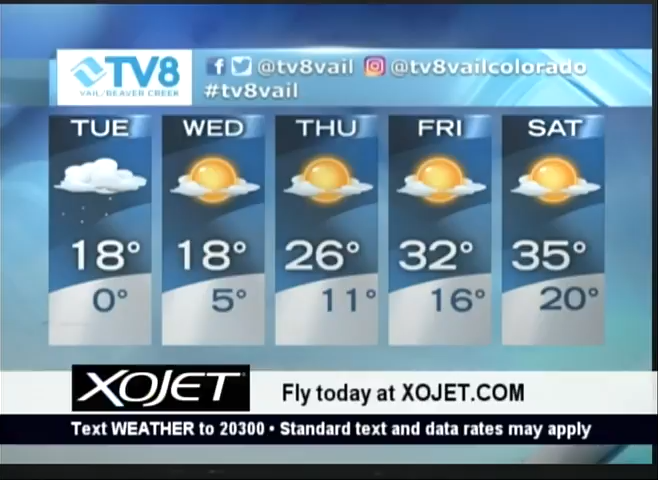 TV8
VAIL/BEAVER CREEK
@tv8vail @tv8vailcolorado
#tv8vail
TUE WED THU FRI SAT
18° 18° 26° 32° 35°
0° 5° 11° 16° 20°
XOJET Fly today at XOJET.COM
Text WEATHER to 20300 • Standard text and data rates may apply